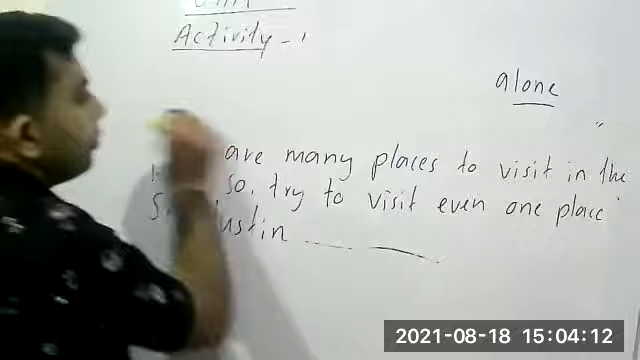 Activity - 1
alone
"
are many places to visit in the
so, try to visit even one place"
ustin
2021-08-18 15:04:12